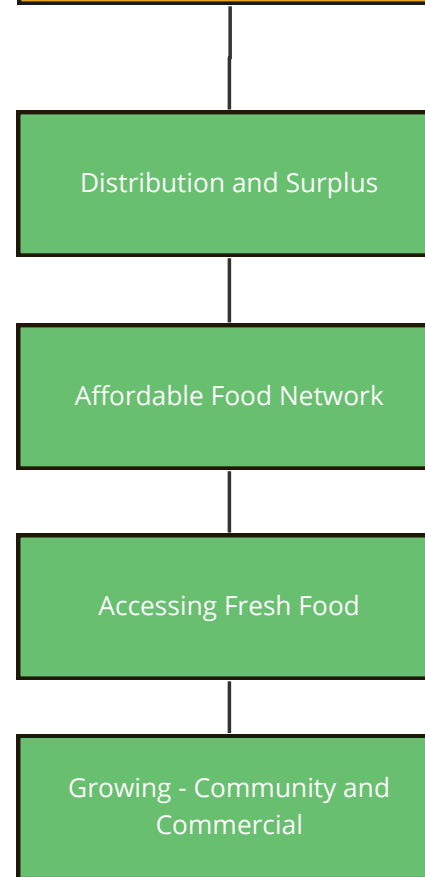 Distribution and Surplus
Affordable Food Network
Accessing Fresh Food
Growing - Community and
Commercial